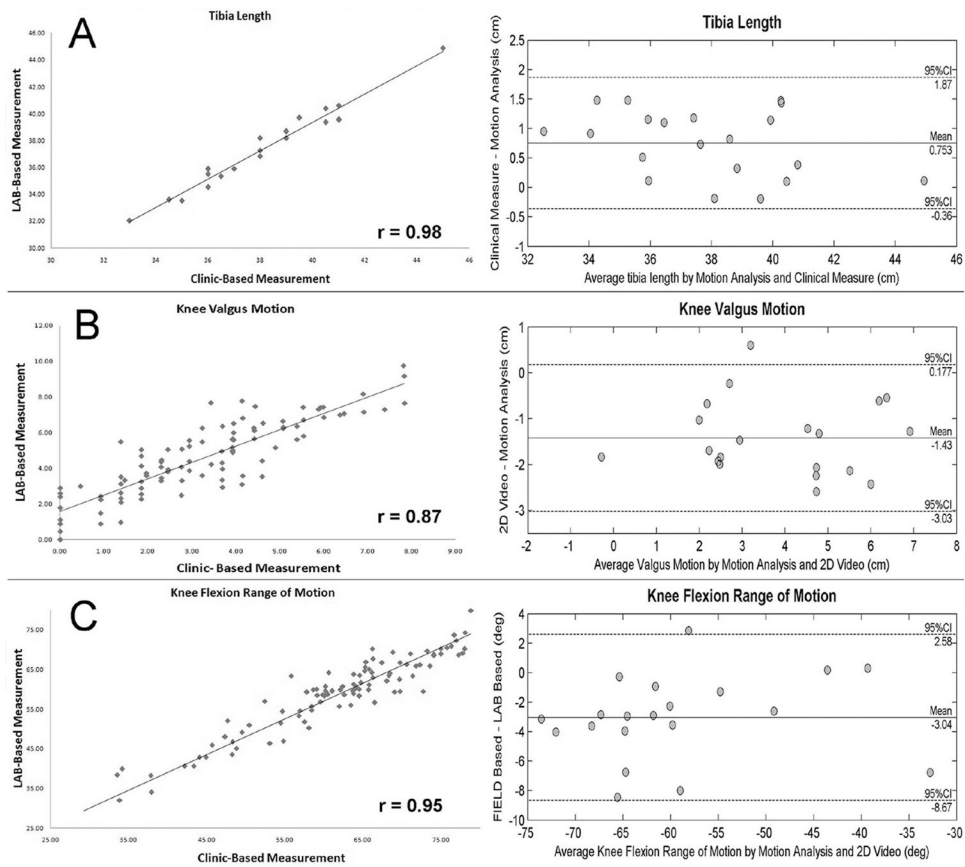 A
Tibia Length
LAB-Based Measurement
46.00
44.00
42.00
40.00
38.00
36.00
34.00
32.00
30.00
30 32 34 36 38 40 42 44 46
r = 0.98
Clinic-Based Measurement
Tibia Length
Clinical Measure - Motion Analysis (cm)
2.5
2
1.5
1
0.5
0
-0.5
-1
95%CI
1.87
Mean
0.753
95%CI
-0.36
32 34 36 38 40 42 44 46
Average tibia length by Motion Analysis and Clinical Measure (cm)
B
Knee Valgus Motion
LAB-Based Measurement
12.00
10.00
8.00
6.00
4.00
2.00
0.00
0.00 1.00 2.00 3.00 4.00 5.00 6.00 7.00 8.00 9.00
r = 0.87
Clinic- Based Measurement
Knee Valgus Motion
2D Video - Motion Analysis (cm)
1
0
-1
-2
-3
95%CI
0.177
Mean
-1.43
95%CI
-3.03
-2 -1 0 1 2 3 4 5 6 7 8
Average Valgus Motion by Motion Analysis and 2D Video (cm)
C
Knee Flexion Range of Motion
LAB-Based Measurement
75.00
65.00
55.00
45.00
35.00
25.00
25.00 35.00 45.00 55.00 65.00 75.00
r = 0.95
Clinic-Based Measurement
Knee Flexion Range of Motion
FIELD Based - LAB Based (deg)
4
2
0
-2
-4
-6
-8
-10
95%CI
2.58
Mean
-3.04
95%CI
-8.67
-75 -70 -65 -60 -55 -50 -45 -40 -35 -30
Average Knee Flexion Range of Motion by Motion Analysis and 2D Video (deg)